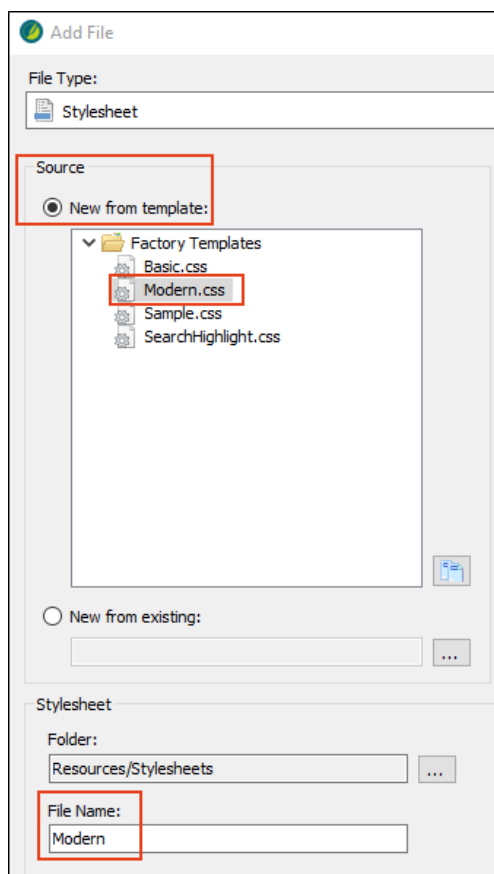 Add File
File Type:
Stylesheet
Source
New from template:
Factory Templates
Basic.css
Modern.css
Sample.css
SearchHighlight.css
New from existing:
...
Stylesheet
Folder:
Resources/Stylesheets
...
File Name:
Modern